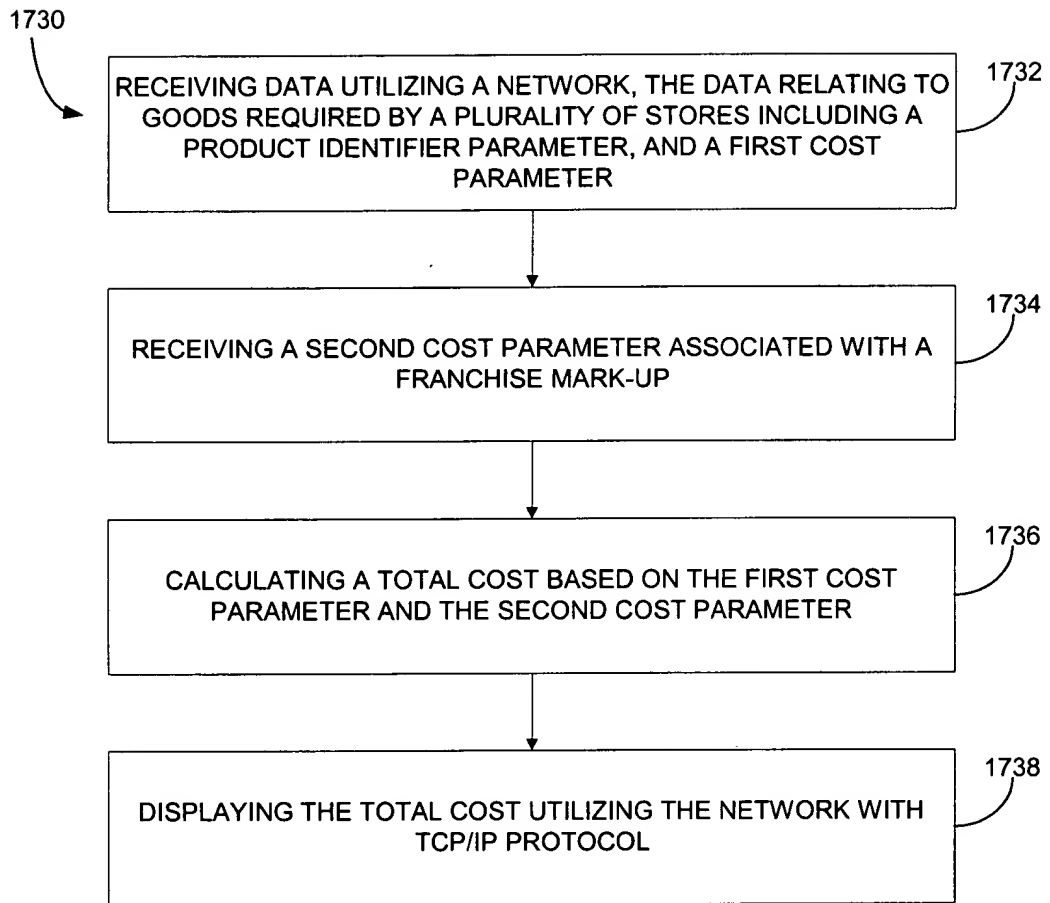 1730
1732
RECEIVING DATA UTILIZING A NETWORK, THE DATA RELATING TO
GOODS REQUIRED BY A PLURALITY OF STORES INCLUDING A
PRODUCT IDENTIFIER PARAMETER, AND A FIRST COST
PARAMETER
1734
RECEIVING A SECOND COST PARAMETER ASSOCIATED WITH A
FRANCHISE MARK-UP
1736
CALCULATING A TOTAL COST BASED ON THE FIRST COST
PARAMETER AND THE SECOND COST PARAMETER
1738
DISPLAYING THE TOTAL COST UTILIZING THE NETWORK WITH
TCP/IP PROTOCOL